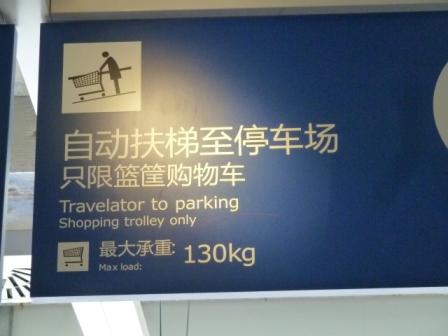 自动扶梯至停车场
只限篮筐购物车
Travelator to parking
Shopping trolley only
最大承重: 130kg
Max load: